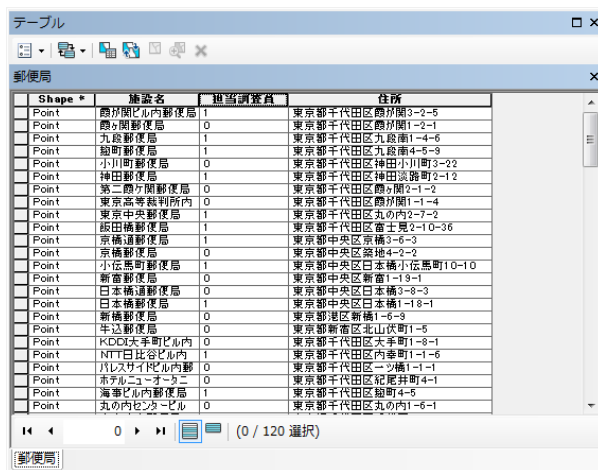 テーブル
郵便局
Shape * 施設名 担当調査員 住所
Point 霞が関ビル内郵便局 1 東京都千代田区霞が関3-2-5
Point 霞ヶ関郵便局 0 東京都千代田区霞が関1-2-1
Point 九段郵便局 1 東京都千代田区九段南1-4-6
Point 麹町郵便局 1 東京都千代田区九段南4-5-9
Point 小川町郵便局 0 東京都千代田区神田小川町3-22
Point 神田郵便局 1 東京都千代田区神田淡路町2-12
Point 第二霞ケ関郵便局 0 東京都千代田区霞ヶ関2-1-2
Point 東京高等裁判所内 0 東京都千代田区霞が関1-1-4
Point 東京中央郵便局 1 東京都千代田区丸の内2-7-2
Point 飯田橋郵便局 1 東京都千代田区富士見2-10-36
Point 京橋通郵便局 1 東京都中央区京橋3-6-3
Point 京橋郵便局 0 東京都中央区築地4-2-2
Point 小伝馬町郵便局 1 東京都中央区日本橋小伝馬町10-10
Point 新富郵便局 0 東京都中央区新富1-19-1
Point 日本橋通郵便局 0 東京都中央区日本橋3-8-3
Point 日本橋郵便局 1 東京都中央区日本橋1-18-1
Point 新橋郵便局 0 東京都港区新橋1-6-9
Point 牛込郵便局 0 東京都新宿区北山伏町1-5
Point KDDI大手町ビル内 0 東京都千代田区大手町1-8-1
Point NTT日比谷ビル内 1 東京都千代田区内幸町1-1-6
Point パレスサイドビル内郵 0 東京都千代田区一ツ橋1-1-1
Point ホテルニューオータニ 0 東京都千代田区紀尾井町4-1
Point 海事ビル内郵便局 1 東京都千代田区麹町4-5
Point 丸の内センタービル 0 東京都千代田区丸の内1-6-1
0 (0 / 120 選択)
郵便局